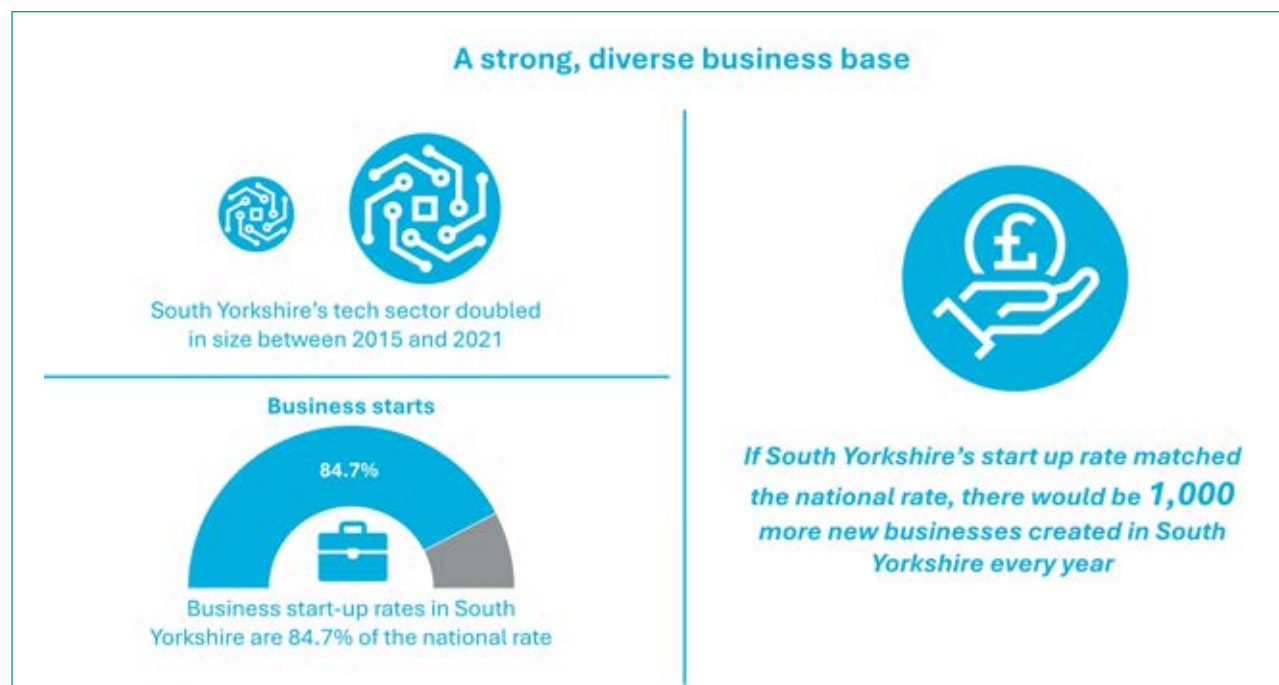 A strong, diverse business base
South Yorkshire's tech sector doubled
in size between 2015 and 2021
Business starts
84.7%
Business start-up rates in South
Yorkshire are 84.7% of the national rate
£
If South Yorkshire's start up rate matched
the national rate, there would be 1,000
more new businesses created in South
Yorkshire every year